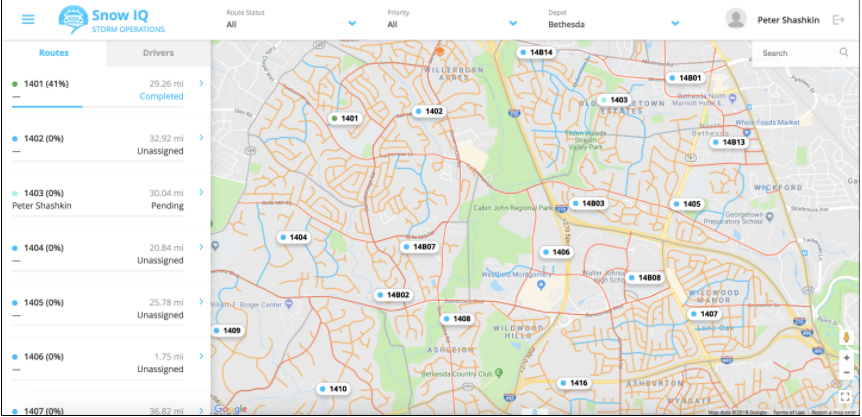 Snow IQ
STORM OPERATIONS
Route Status
All
Priority
All
Depot
Bethesda
Peter Shashkin
Routes
Drivers
1401 (41%)
29.26 mi
—
Completed
1402 (0%)
32.92 mi
—
Unassigned
1403 (0%)
30.04 mi
Peter Shashkin
Pending
1404 (0%)
20.84 mi
—
Unassigned
1405 (0%)
25.78 mi
—
Unassigned
1406 (0%)
1.75 mi
—
Unassigned
1407 (0%)
36.82 mi
Search
14B14
WILLERBURN
ACRES
14B01
Bethesda North
Marriott Hotel &...
1403
OLD
GEORGETOWN
ESTATES
1402
1401
Whole Foods Market
Tilden Woods
Stream
Valley Park
North
Bethesda
14B13
WICKFORD
Cabin John Regional Park
14B03
1405
Georgetown
Preparatory School
1404
14B07
1406
Westfield Montgomery
Walter Johnson
High School
14B08
14B02
WILDWOOD
MANOR
William F. Bolger Center
1408
1407
1409
WILDWOOD
HILLS
Lone Oak
ASHLEIGH
Bethesda Country Club
1410
1416
ASHBURTON
WYNGATE
Google
Map data ©2018 Google
Terms of Use
Report a map error